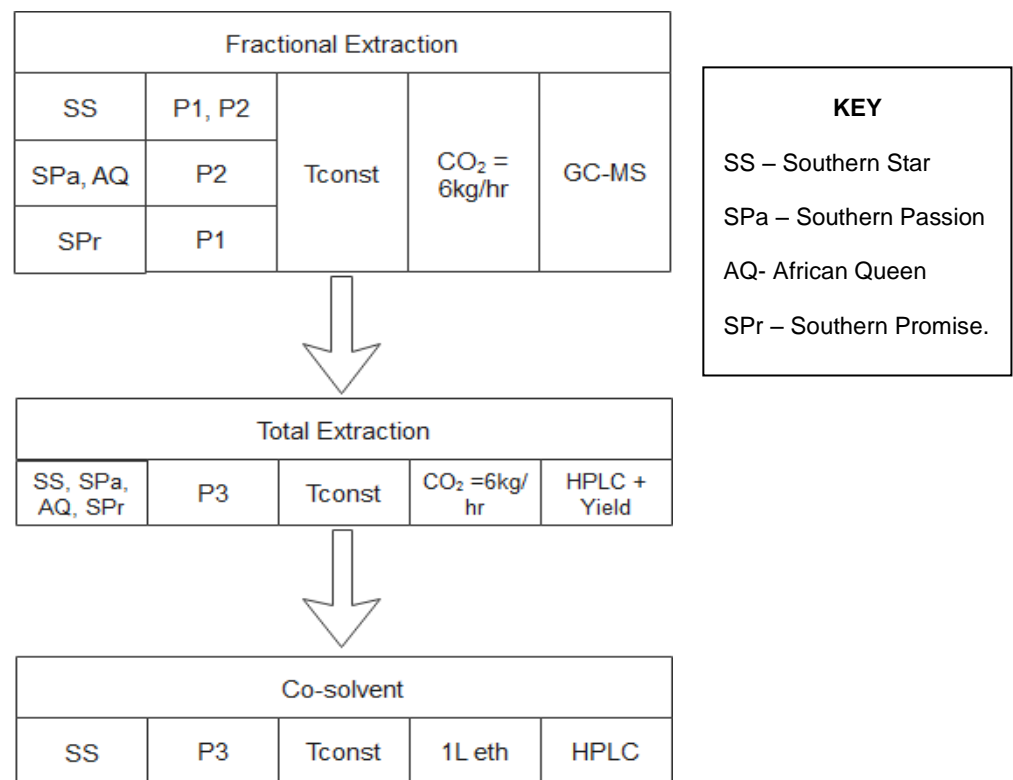 Fractional Extraction
SS
P1, P2
SPa, AQ
P2
SPr
P1
Tconst
CO₂ =
6kg/hr
GC-MS
KEY
SS – Southern Star
SPa – Southern Passion
AQ- African Queen
SPr – Southern Promise.
Total Extraction
SS, SPa,
AQ, SPr
P3
Tconst
CO₂ =6kg/
hr
HPLC +
Yield
Co-solvent
SS
P3
Tconst
1L eth
HPLC